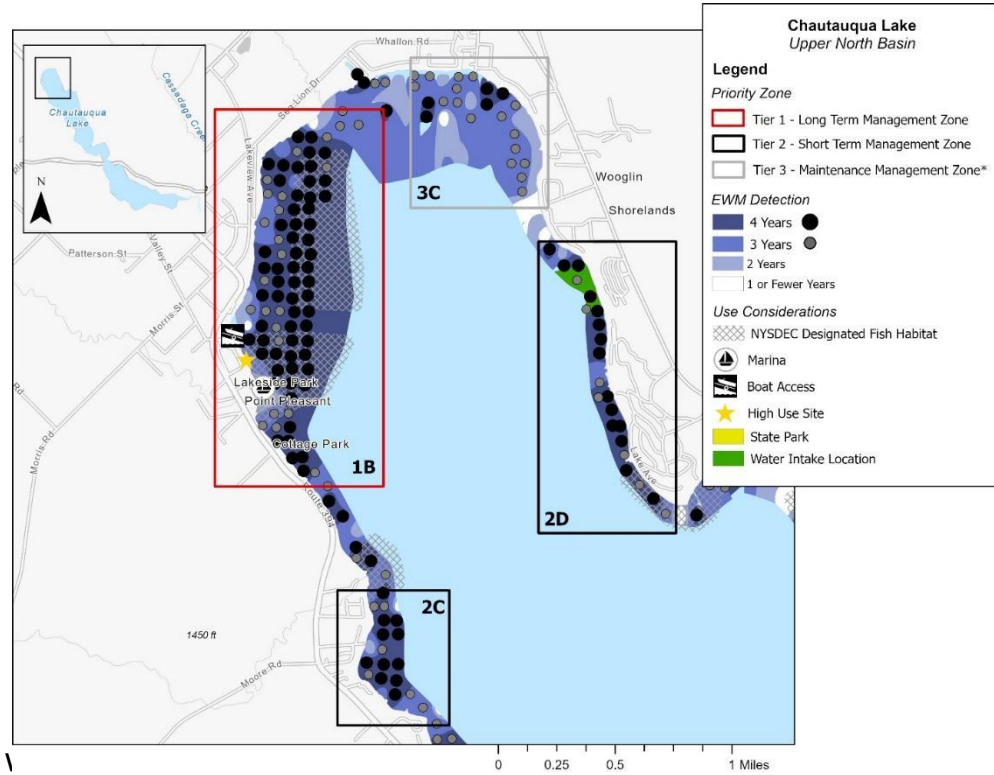 Chautauqua Lake
Upper North Basin
Legend
Priority Zone
Tier 1 - Long Term Management Zone
Tier 2 - Short Term Management Zone
Tier 3 - Maintenance Management Zone*
EWM Detection
4 Years
3 Years
2 Years
1 or Fewer Years
Use Considerations
NYSDEC Designated Fish Habitat
Marina
Boat Access
High Use Site
State Park
Water Intake Location
Chautauqua
Lake
Cassadaga Cree
N
Whallon Rd
Sea Lion Dr
Lakeview Ave
3C
Wooglin
Shorelands
Patterson St
Valley St
Morris St
Lakeside Park
Point Pleasant
Cottage Park
1B
Rd
Morris Rd
Route 394
Lake Ave
2D
2C
1450 ft
Moore Rd
0 0.25 0.5 1 Miles